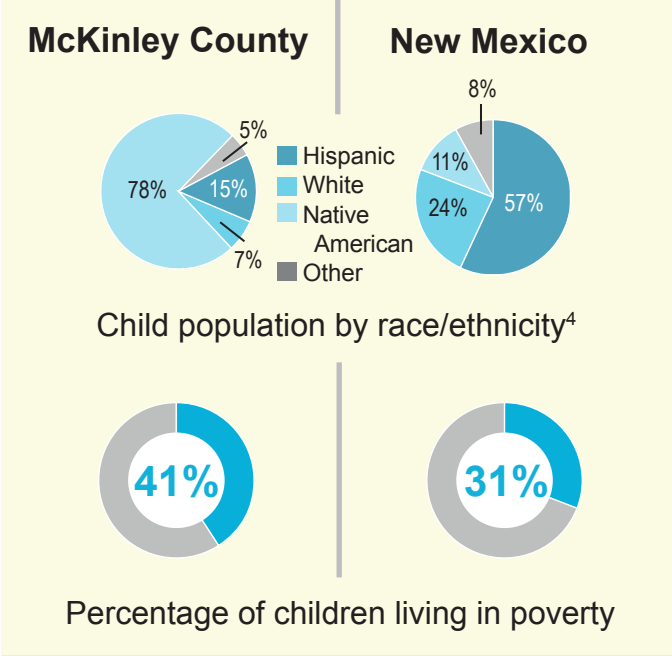 McKinley County
New Mexico
5%
78%
15%
7%
Hispanic
White
Native
American
Other
8%
11%
24%
57%
Child population by race/ethnicity4
41%
31%
Percentage of children living in poverty